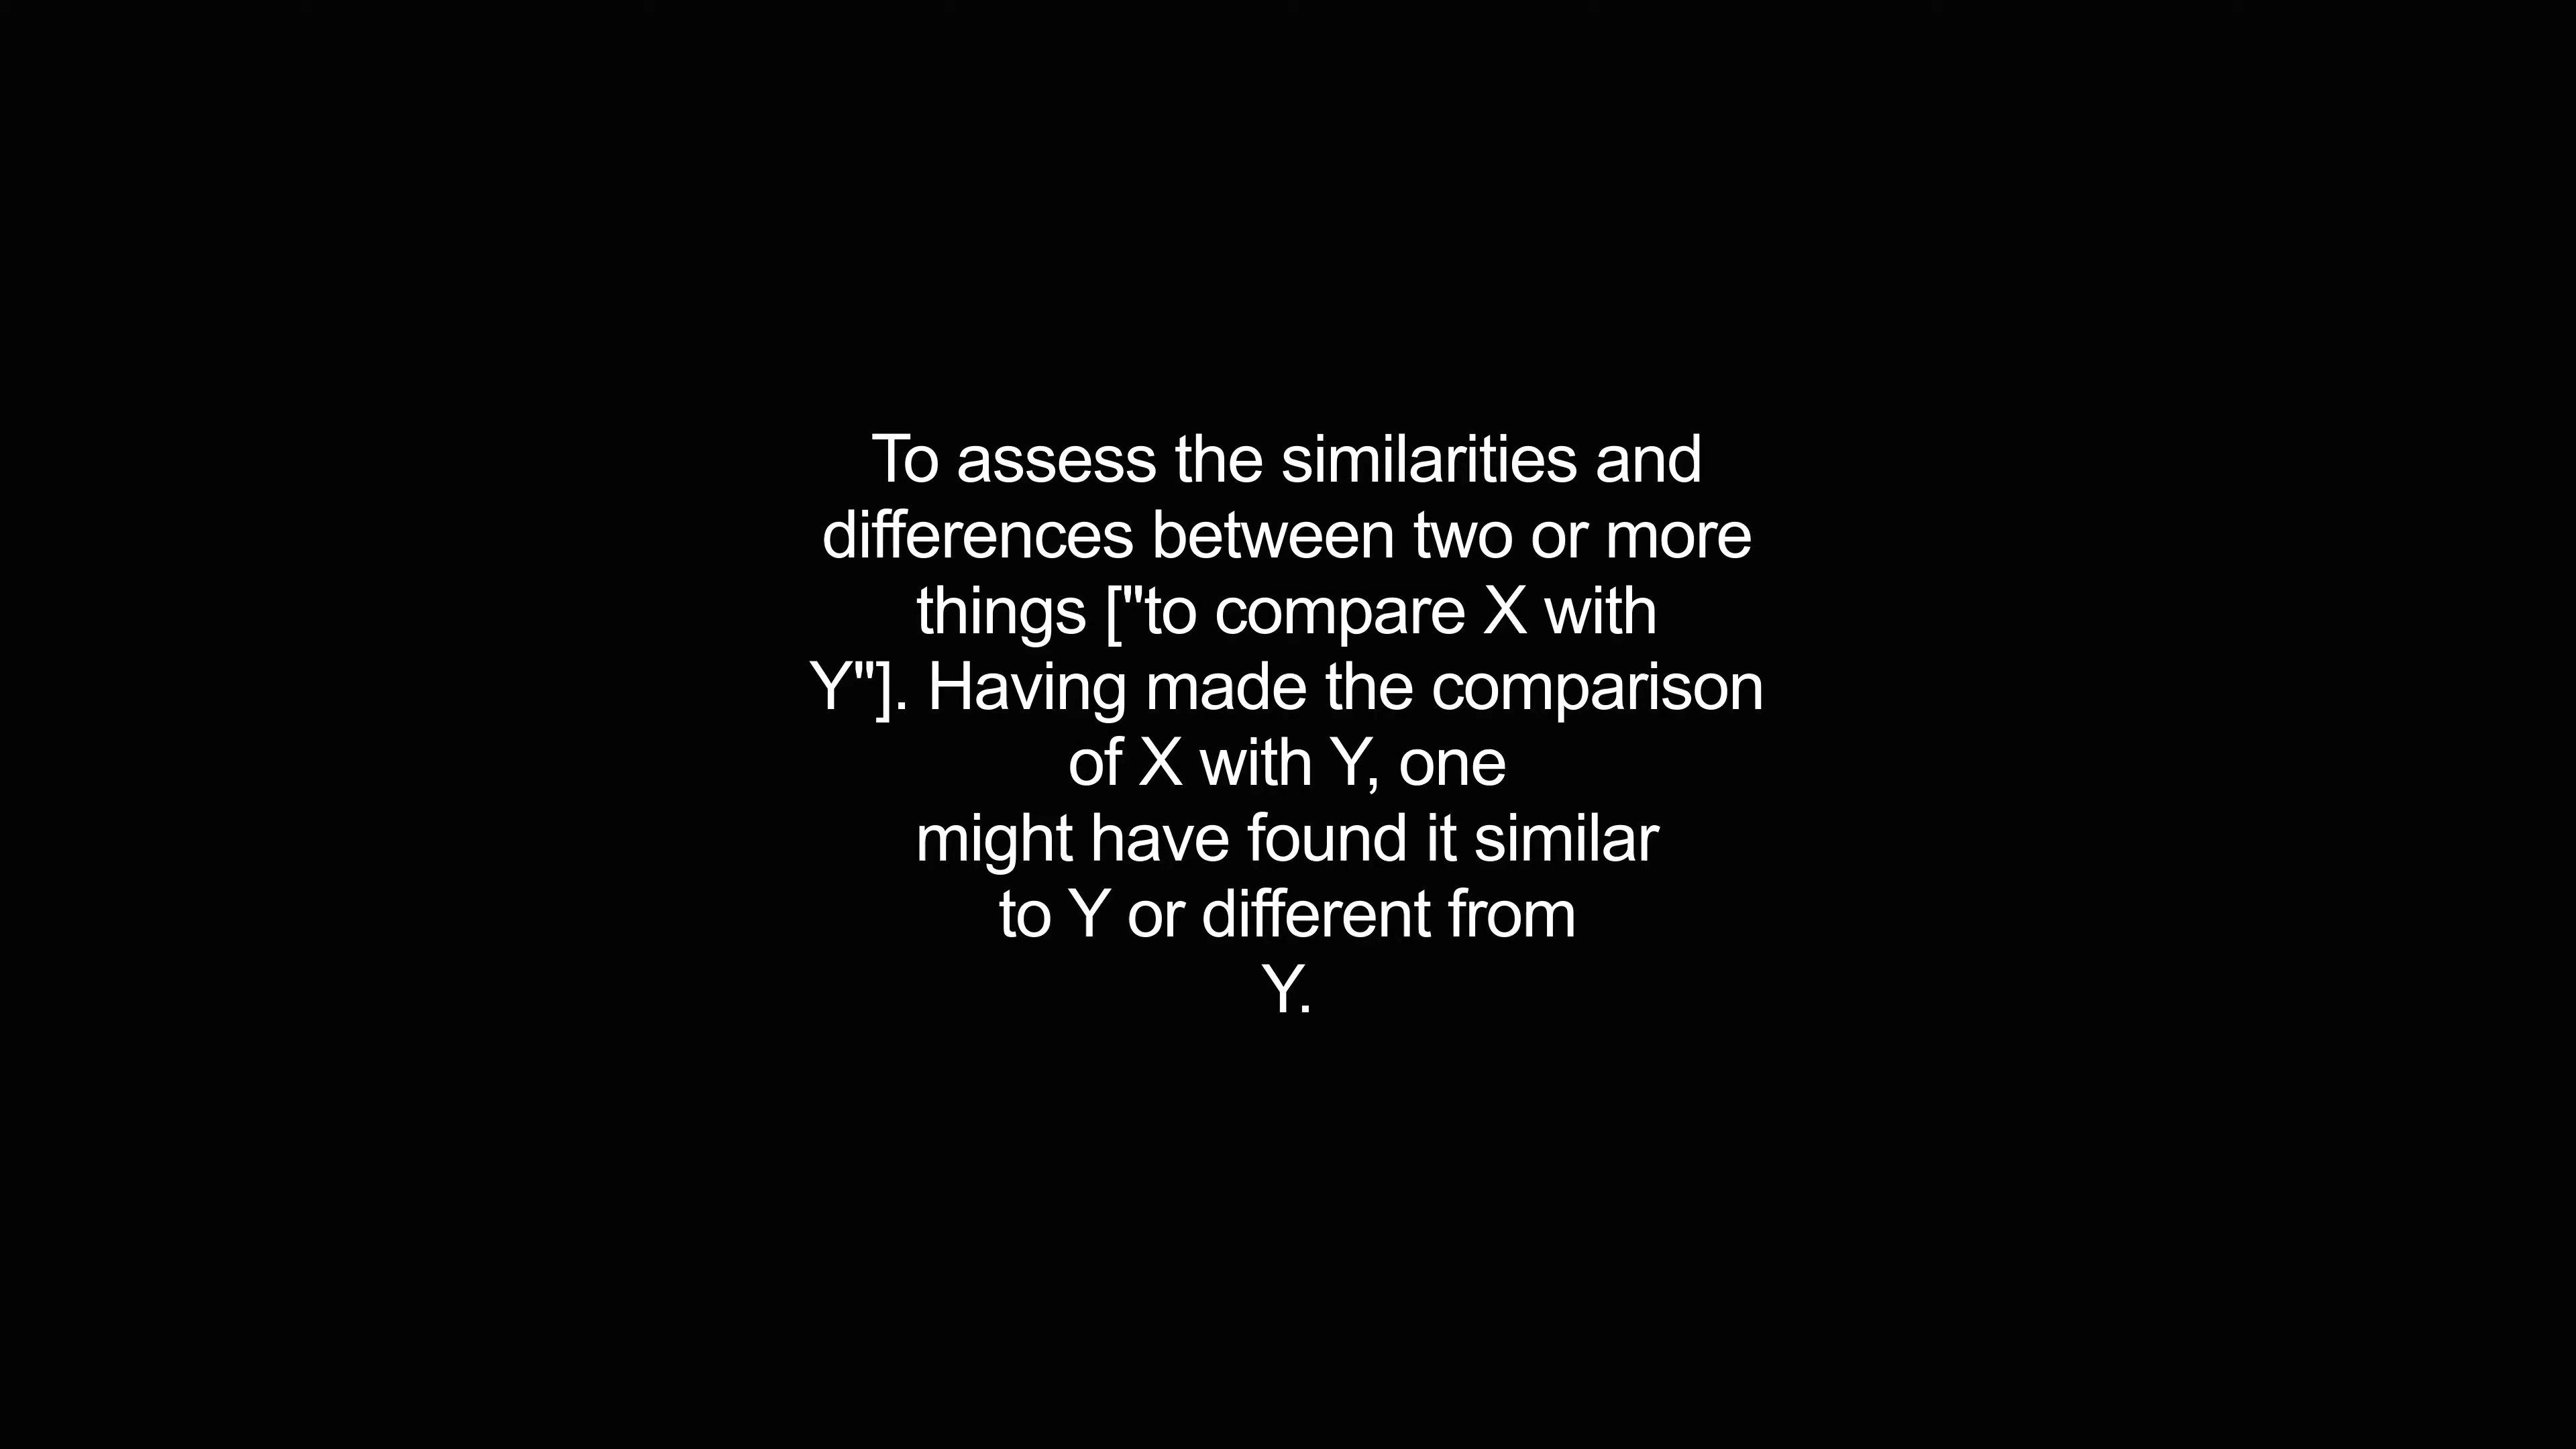 To assess the similarities and
differences between two or more
things ["to compare X with
Y"]. Having made the comparison
of X with Y, one
might have found it similar
to Y or different from
Y.